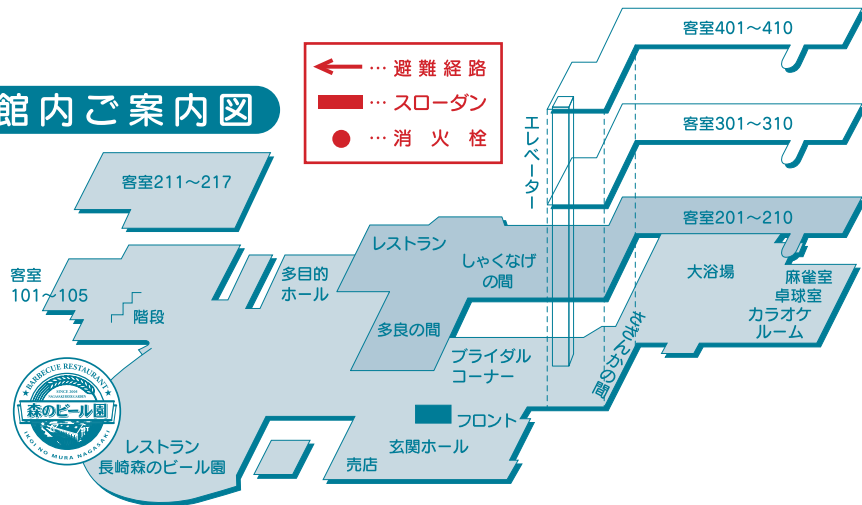 館内ご案内図
… 避難経路
… スローダン
… 消火栓
エレベーター
客室401〜410
客室301〜310
客室201〜210
客室211〜217
レストラン
しゃくなげ
の間
多目的
ホール
客室
101〜105
階段
多良の間
大浴場
麻雀室
卓球室
カラオケ
ルーム
ブライダル
コーナー
フロント
玄関ホール
売店
レストラン
長崎森のビール園
BARBECUE RESTAURANT
森のビール園
IKOI NO MURA NAGASAKI